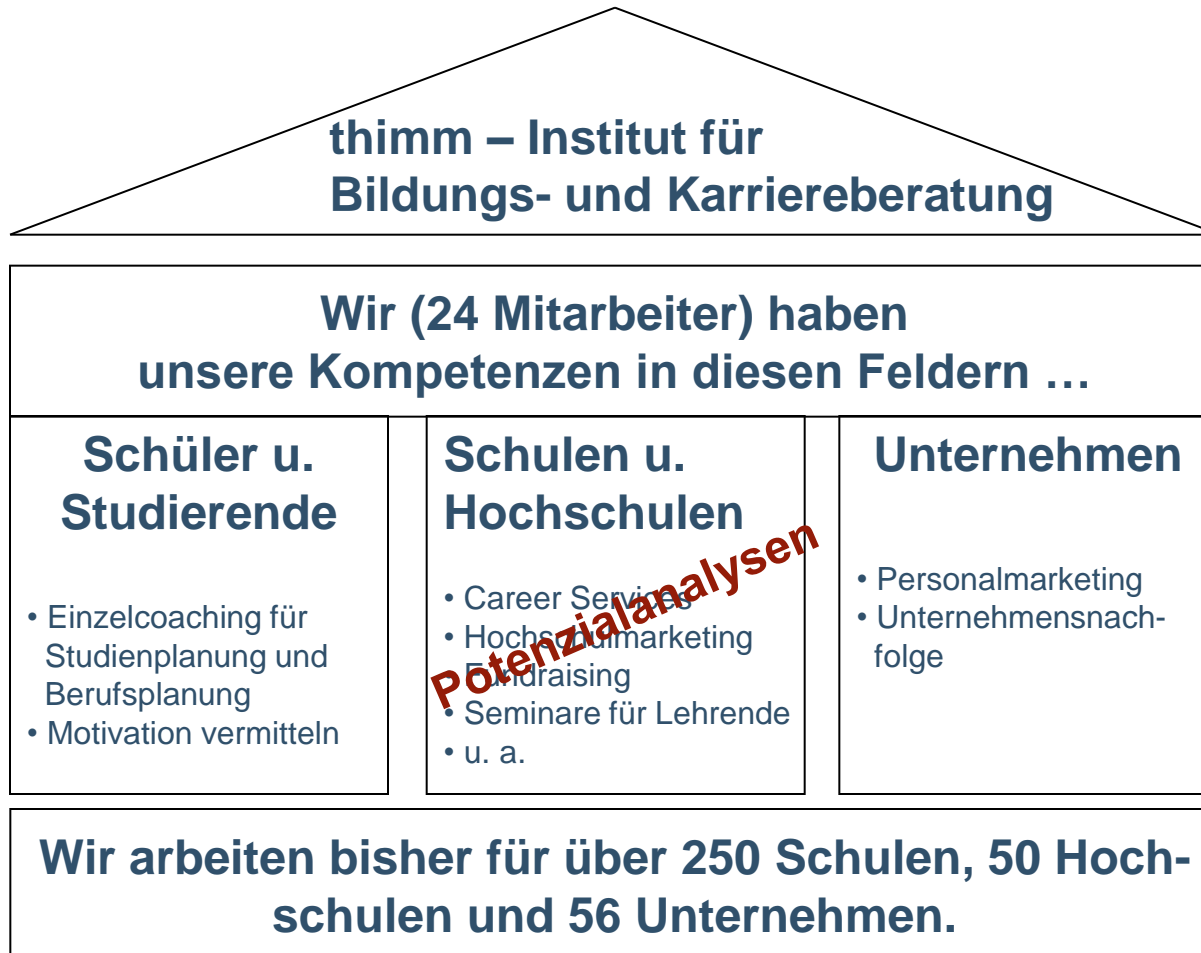 thimm – Institut für
Bildungs- und Karriereberatung
Wir (24 Mitarbeiter) haben
unsere Kompetenzen in diesen Feldern …
Schüler u.
Studierende
• Einzelcoaching für
Studienplanung und
Berufsplanung
• Motivation vermitteln
Schulen u.
Hochschulen
• Career Services
• Hochschulmarketing
• Fundraising
• Seminare für Lehrende
• u. a.
Potenzialanalysen
Unternehmen
• Personalmarketing
• Unternehmensnach-
folge
Wir arbeiten bisher für über 250 Schulen, 50 Hoch-
schulen und 56 Unternehmen.